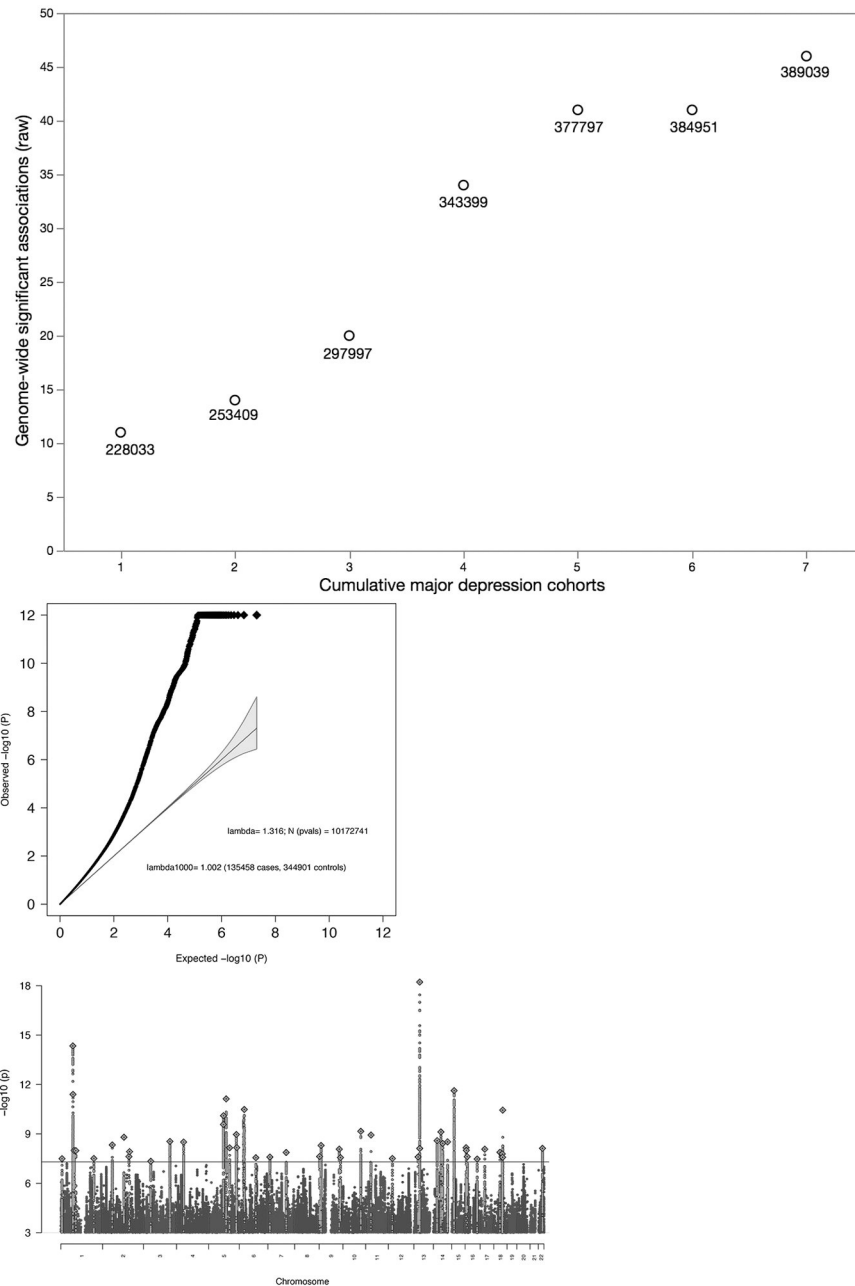 Genome-wide significant associations (raw)
50
45
40
35
30
25
20
15
10
5
0
228033
253409
297997
343399
377797
384951
389039
1 2 3 4 5 6 7
Cumulative major depression cohorts
Observed −log10 (P)
12
10
8
6
4
2
0
lambda= 1.316; N (pvals) = 10172741
lambda1000= 1.002 (135458 cases, 344901 controls)
0 2 4 6 8 10 12
Expected −log10 (P)
−log10 (p)
18
15
12
9
6
3
1 2 3 4 5 6 7 8 9 10 11 12 13 14 15 16 17 18 19 20 21 22
Chromosome